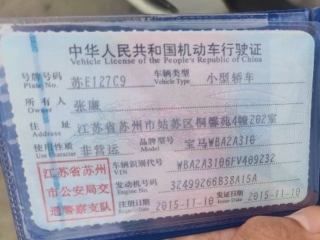 中华人民共和国机动车行驶证
Vehicle License of the People's Republic of China
号牌号码 苏E127C9 车辆类型 小型轿车
Plate No. Vehicle Type
所有人 张廉
Owner
住址 江苏省苏州市姑苏区桐馨苑4幢202室
Address
使用性质 非营运 品牌型号 宝马WBA2A310
Use Character Model
江苏省苏州
市公安局交
通警察支队
车辆识别代号 WBA2A3106FV409232
VIN
发动机号码 32499266B38A15A
Engine No.
注册日期 2015-11-10 发证日期 2015-11-10
Register Date Issue Date